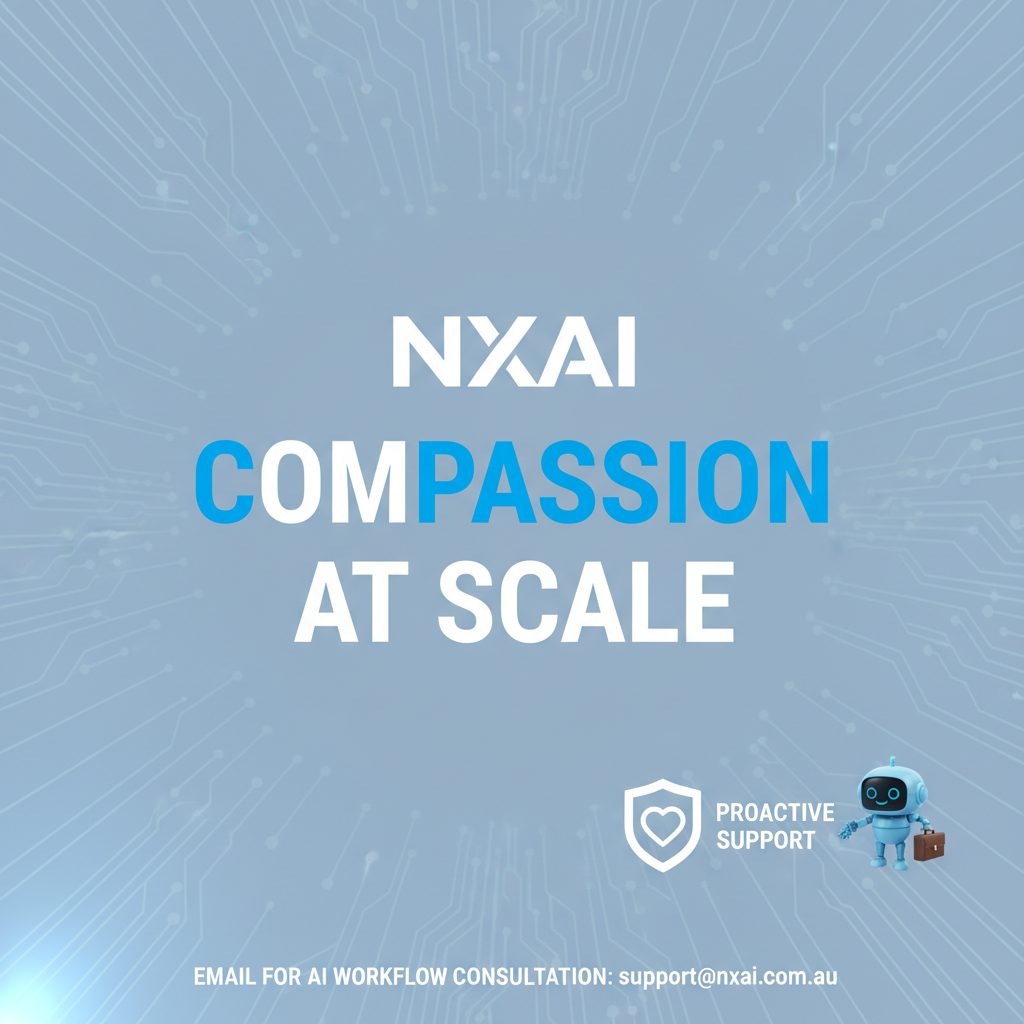 NXAI
COMPASSION
AT SCALE
PROACTIVE
SUPPORT
EMAIL FOR AI WORKFLOW CONSULTATION: support@nxai.com.au